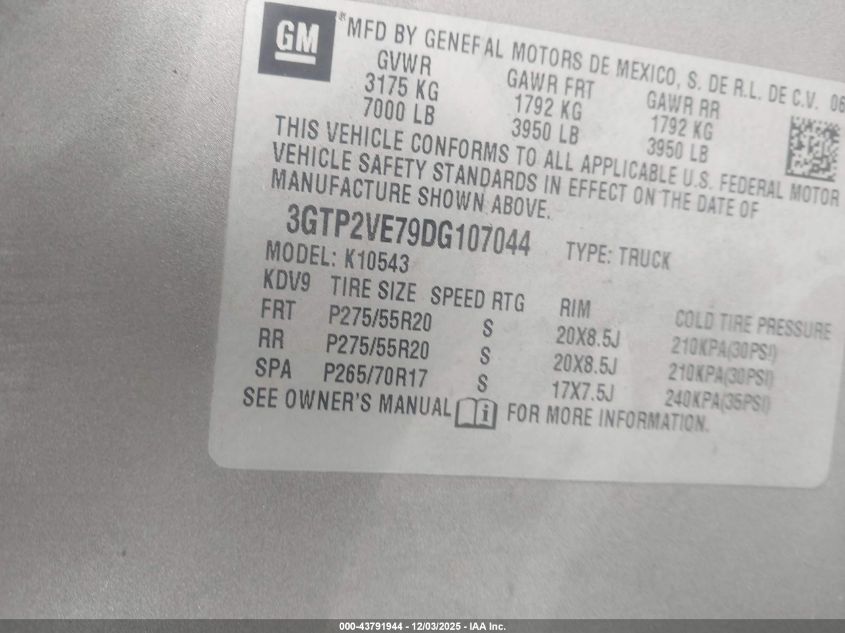 GM
®MFD BY GENEFAL MOTORS DE MEXICO, S. DE R.L. DE C.V. 06
GVWR GAWR FRT GAWR RR
3175 KG 1792 KG 1792 KG
7000 LB 3950 LB 3950 LB
THIS VEHICLE CONFORMS TO ALL APPLICABLE U.S. FEDERAL MOTOR
VEHICLE SAFETY STANDARDS IN EFFECT ON THE DATE OF
MANUFACTURE SHOWN ABOVE.
3GTP2VE79DG107044 TYPE: TRUCK
MODEL: K10543
KDV9 TIRE SIZE SPEED RTG RIM COLD TIRE PRESSURE
FRT P275/55R20 S 20X8.5J 210KPA(30PSI)
RR P275/55R20 S 20X8.5J 210KPA(30PSI)
SPA P265/70R17 S 17X7.5J 240KPA(35PSI)
SEE OWNER'S MANUAL i FOR MORE INFORMATION.
000-43791944 - 12/03/2025 - IAA Inc.